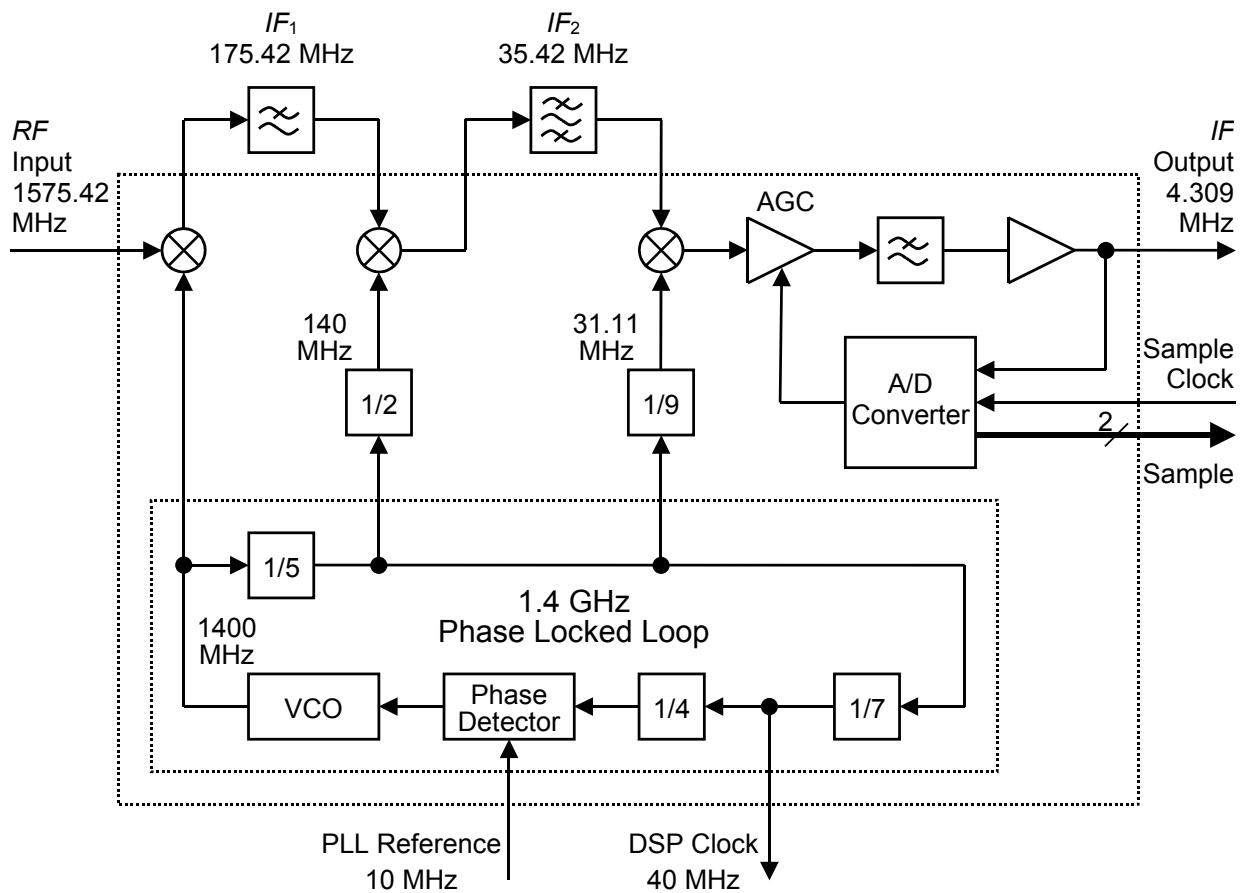 IF₁
175.42 MHz
IF₂
35.42 MHz
RF
Input
1575.42
MHz
IF
Output
4.309
MHz
AGC
140
MHz
31.11
MHz
1/2
1/9
A/D
Converter
Sample
Clock
2
Sample
1/5
1.4 GHz
Phase Locked Loop
1400
MHz
VCO
Phase
Detector
1/4
1/7
PLL Reference
10 MHz
DSP Clock
40 MHz